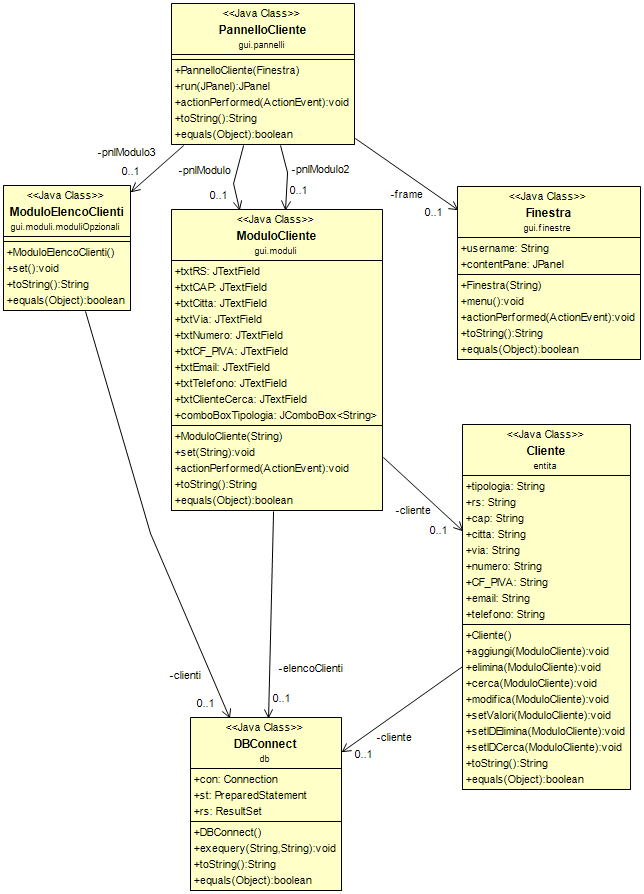 <<Java Class>>
PannelloCliente
gui.pannelli
+PannelloCliente(Finestra)
+run(JPanel):JPanel
+actionPerformed(ActionEvent):void
+toString():String
+equals(Object):boolean
-pnlModulo3
0..1
-pnlModulo
0..1
-pnlModulo2
0..1
-frame
0..1
<<Java Class>>
ModuloElencoClienti
gui.moduli.moduliOpzionali
+ModuloElencoClienti()
+set():void
+toString():String
+equals(Object):boolean
<<Java Class>>
ModuloCliente
gui.moduli
+txtRS: JTextField
+txtCAP: JTextField
+txtCitta: JTextField
+txtVia: JTextField
+txtNumero: JTextField
+txtCF_PIVA: JTextField
+txtEmail: JTextField
+txtTelefono: JTextField
+txtClienteCerca: JTextField
+comboBoxTipologia: JComboBox<String>
+ModuloCliente(String)
+set(String):void
+actionPerformed(ActionEvent):void
+toString():String
+equals(Object):boolean
<<Java Class>>
Finestra
gui.finestre
+username: String
+contentPane: JPanel
+Finestra(String)
+menu():void
+actionPerformed(ActionEvent):void
+toString():String
+equals(Object):boolean
-cliente
0..1
<<Java Class>>
Cliente
entita
+tipologia: String
+rs: String
+cap: String
+citta: String
+via: String
+numero: String
+CF_PIVA: String
+email: String
+telefono: String
+Cliente()
+aggiungi(ModuloCliente):void
+elimina(ModuloCliente):void
+cerca(ModuloCliente):void
+modifica(ModuloCliente):void
+setValori(ModuloCliente):void
+setIDElimina(ModuloCliente):void
+setIDCerca(ModuloCliente):void
+toString():String
+equals(Object):boolean
-clienti
0..1
-elencoClienti
0..1
-cliente
0..1
<<Java Class>>
DBConnect
db
+con: Connection
+st: PreparedStatement
+rs: ResultSet
+DBConnect()
+exequery(String,String):void
+toString():String
+equals(Object):boolean